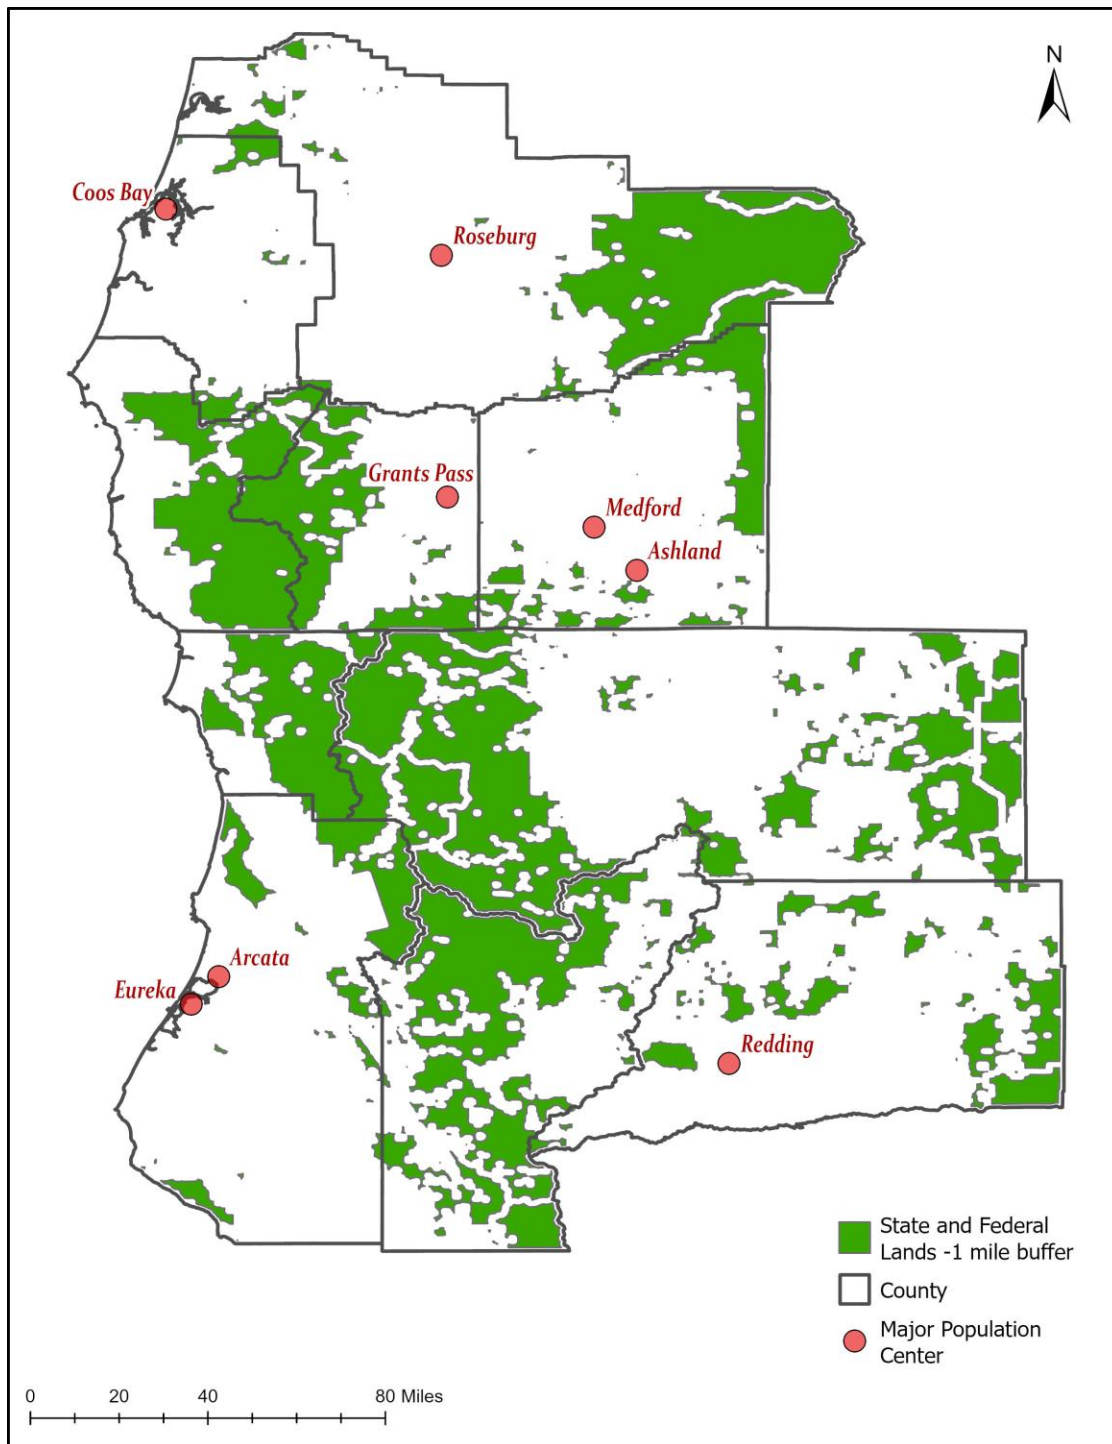 N
Coos Bay
Roseburg
Grants Pass
Medford
Ashland
Arcata
Eureka
Redding
State and Federal
Lands -1 mile buffer
County
Major Population
Center
0 20 40 80 Miles